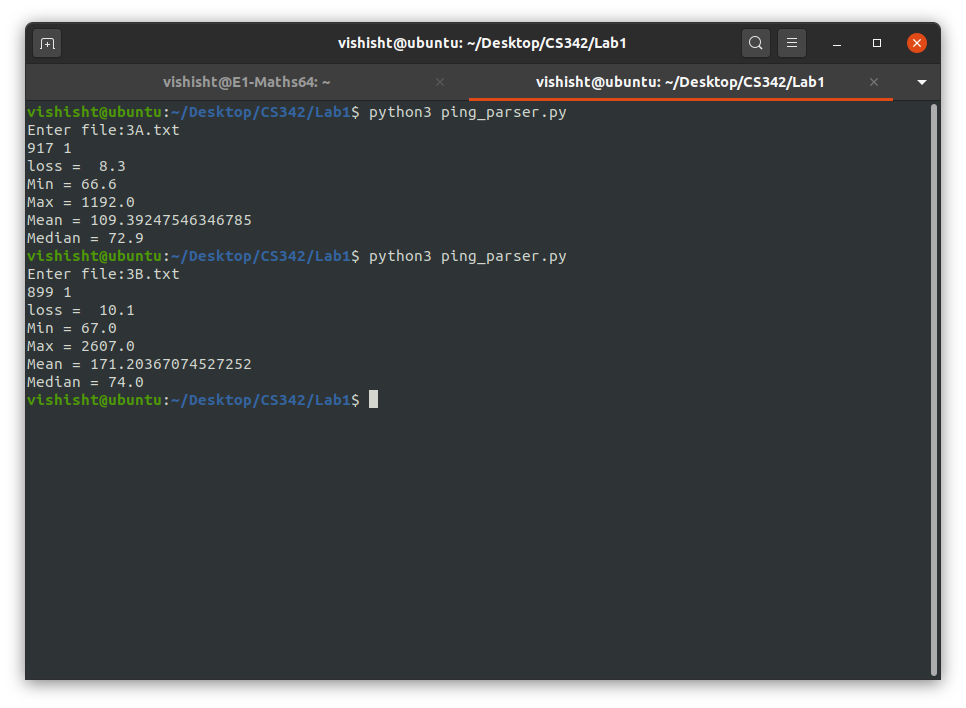 vishisht@ubuntu: ~/Desktop/CS342/Lab1
vishisht@E1-Maths64: ~
vishisht@ubuntu: ~/Desktop/CS342/Lab1
vishisht@ubuntu:~/Desktop/CS342/Lab1$ python3 ping_parser.py
Enter file:3A.txt
917 1
loss =  8.3
Min = 66.6
Max = 1192.0
Mean = 109.39247546346785
Median = 72.9
vishisht@ubuntu:~/Desktop/CS342/Lab1$ python3 ping_parser.py
Enter file:3B.txt
899 1
loss =  10.1
Min = 67.0
Max = 2607.0
Mean = 171.20367074527252
Median = 74.0
vishisht@ubuntu:~/Desktop/CS342/Lab1$